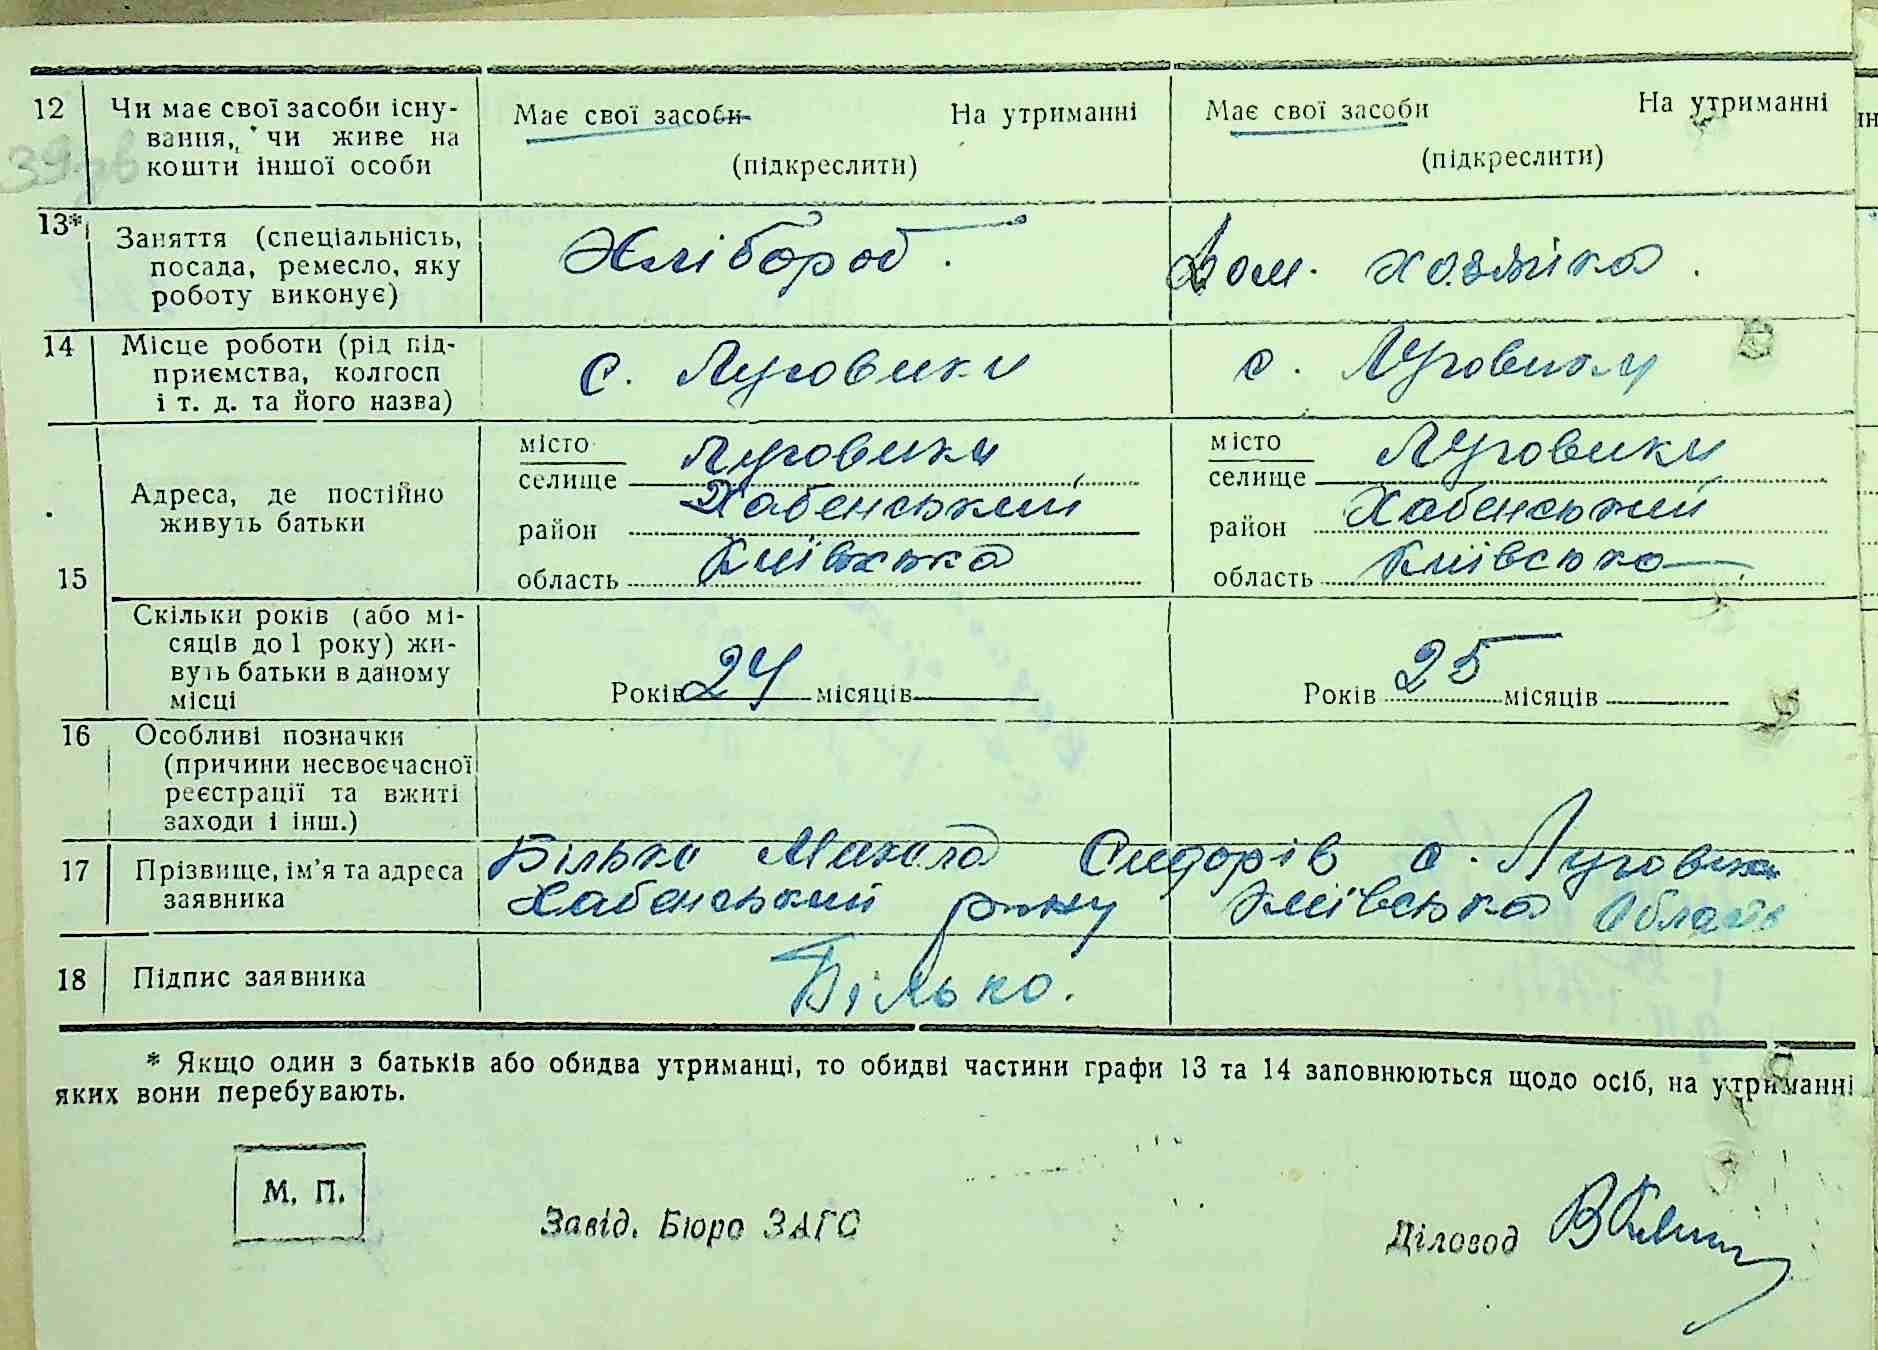 12 Чи має свої засоби існу- Має свої засоби На утриманні Має свої засоби На утриманні
вання, чи живе на
кошти іншої особи (підкреслити) (підкреслити)
13* Заняття (спеціальність, Хлібороб. Дом. хозяйка.
посада, ремесло, яку
роботу виконує)
14 Місце роботи (рід під- с. Луговики с. Луговики
приємства, колгосп
і т. д. та його назва)
15 Адреса, де постійно
живуть батьки
місто Луговики місто Луговики
селище селище
район Хабенський район Хабенський
область Київська область Київська
Скільки років (або мі-
сяців до 1 року) жи-
вуть батьки в даному
місці Років 24 місяців Років 25 місяців
16 Особливі позначки
(причини несвоєчасної
реєстрації та вжиті
заходи і інш.)
17 Прізвище, ім'я та адреса Білько Микола Сидорів с. Луговики
заявника Хабенський Київська
18 Підпис заявника Білько.
* Якщо один з батьків або обидва утриманці, то обидві частини графи 13 та 14 заповнюються щодо осіб, на утриманні
яких вони перебувають.
М. П.
Завід. Бюро ЗАГС Діловод